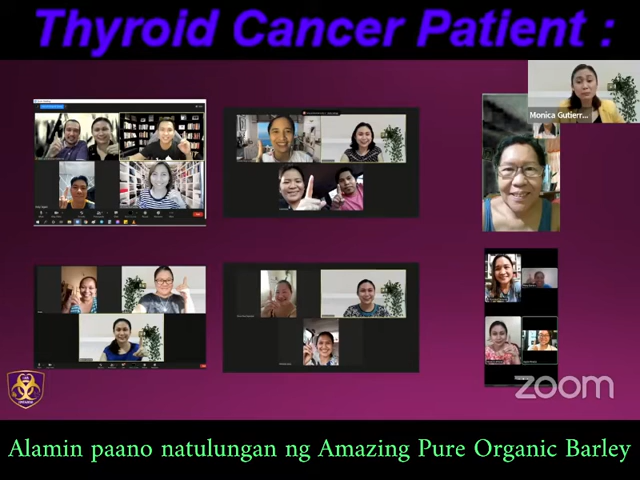 Thyroid Cancer Patient :
Monica Gutierr...
zoom
Alamin paano natulungan ng Amazing Pure Organic Barley